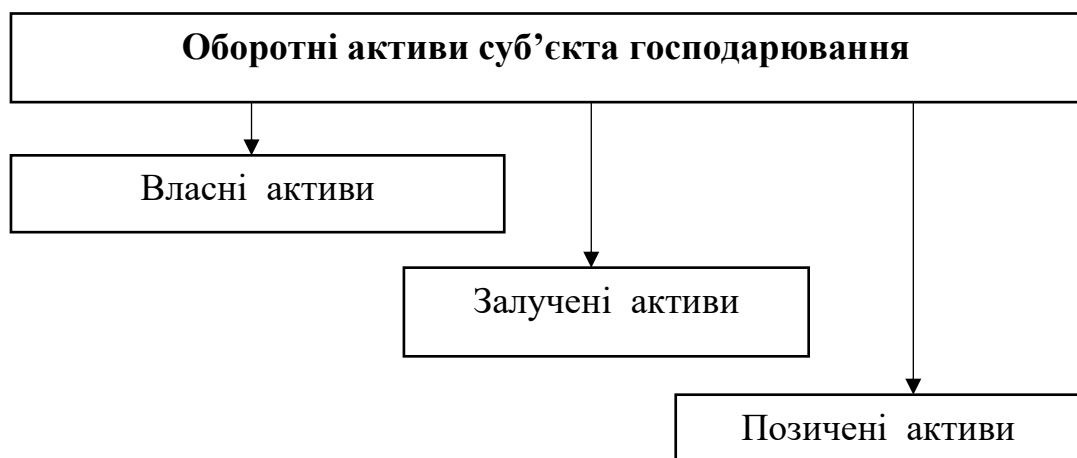 Оборотні активи суб’єкта господарювання
Власні активи
Залучені активи
Позичені активи